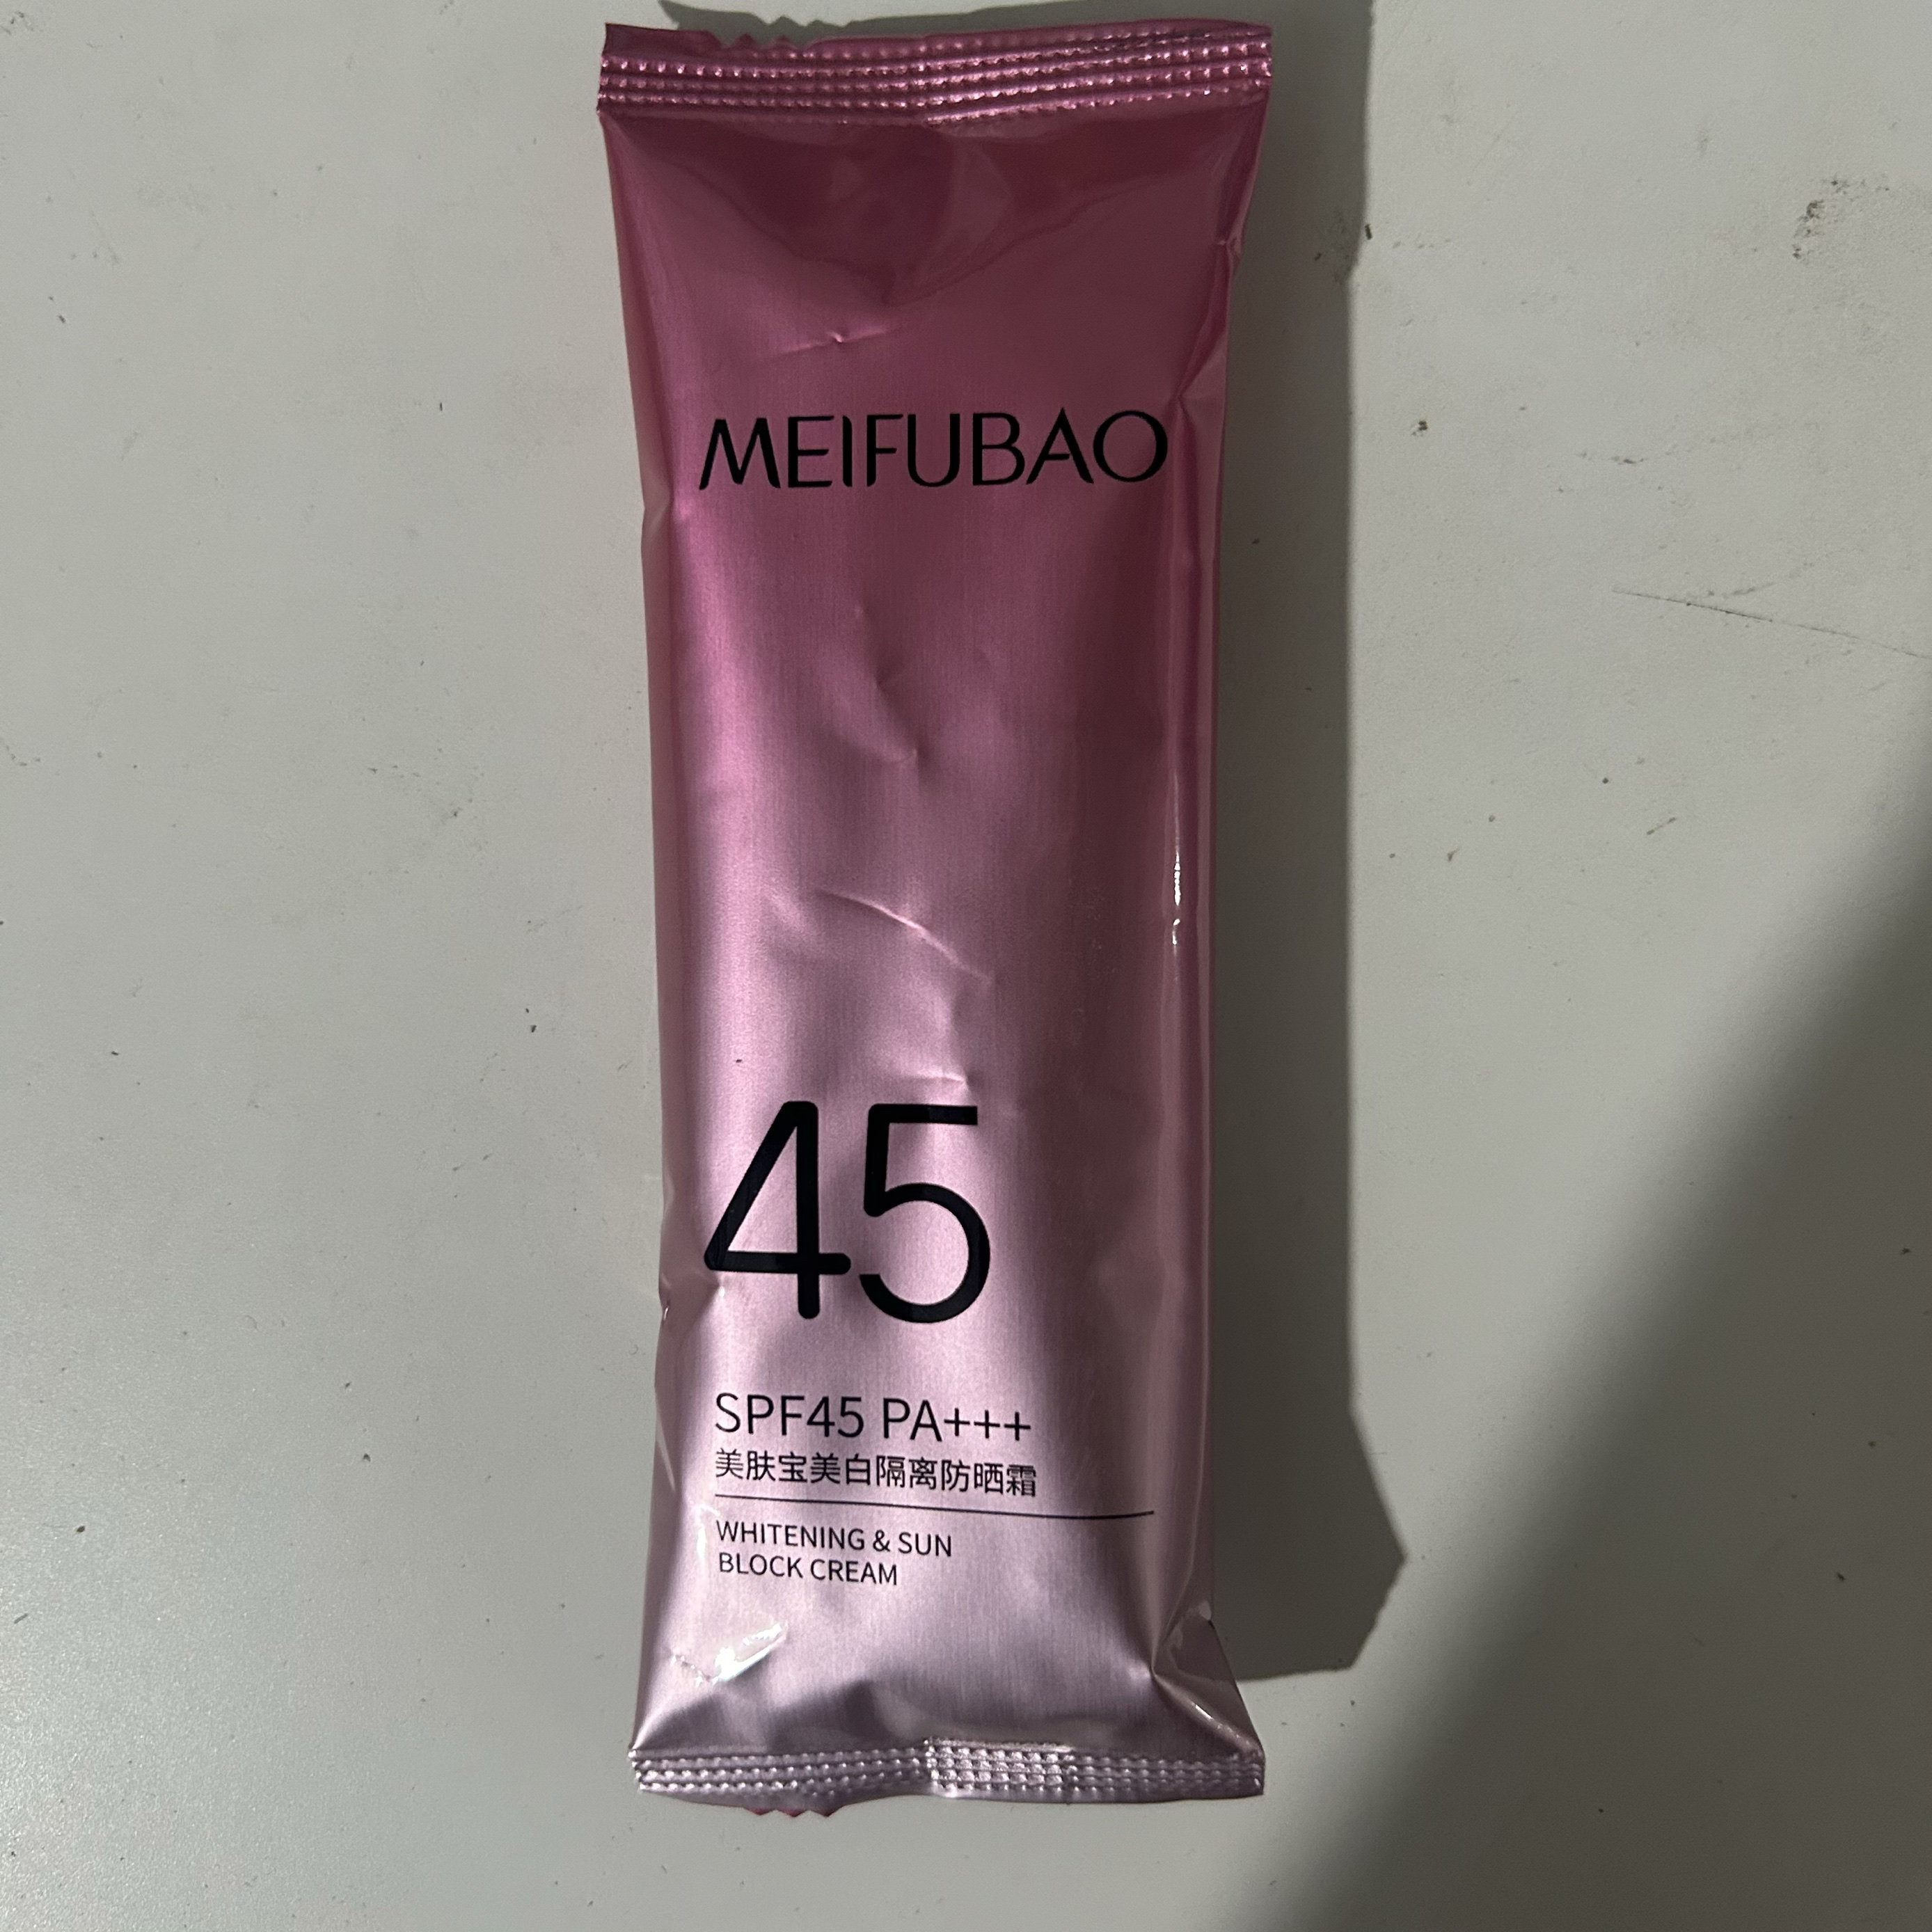 MEIFUBAO
45
SPF45 PA+++
美肤宝美白隔离防晒霜
WHITENING & SUN
BLOCK CREAM